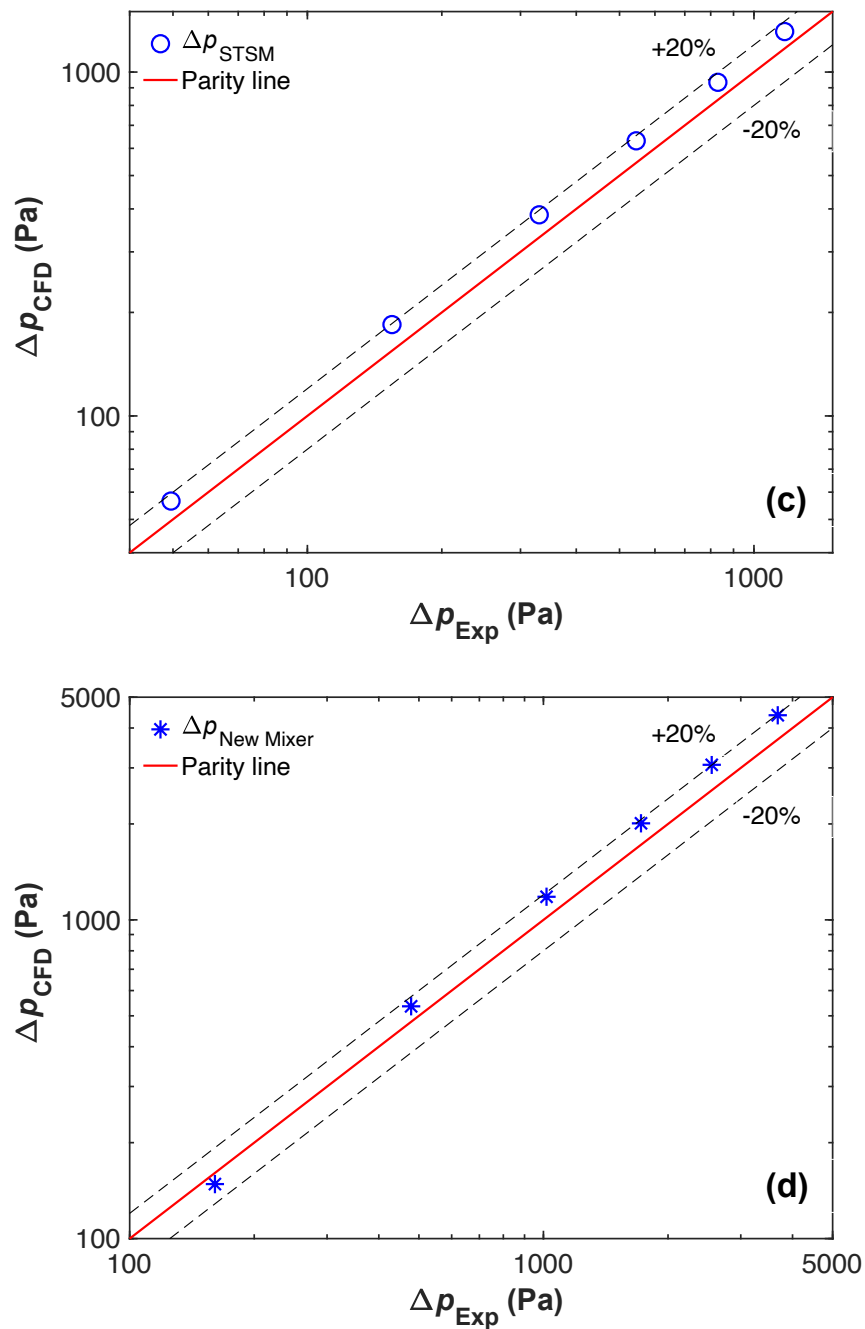 Δp_STSM
Parity line
+20%
-20%
1000
100
Δp_CFD (Pa)
(c)
100
1000
Δp_Exp (Pa)
5000
Δp_New Mixer
Parity line
+20%
-20%
1000
Δp_CFD (Pa)
(d)
100
100
1000
5000
Δp_Exp (Pa)